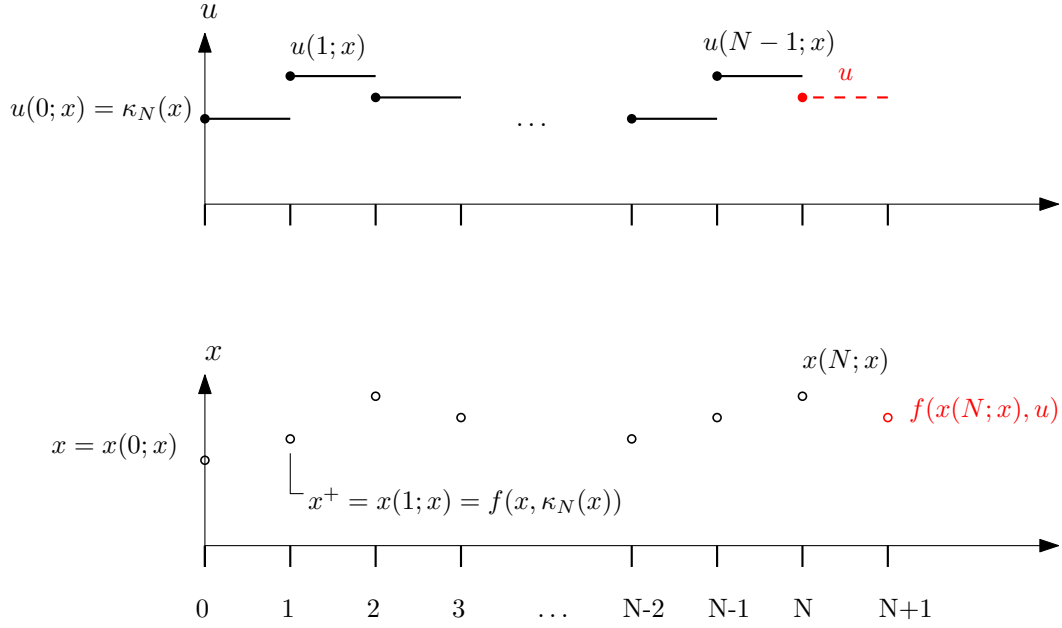 u
u(1; x)
u(N − 1; x)
u
u(0; x) = κ_N(x)
. . .
x
x(N; x)
f(x(N; x), u)
x = x(0; x)
x⁺ = x(1; x) = f(x, κ_N(x))
0 1 2 3 . . . N-2 N-1 N N+1